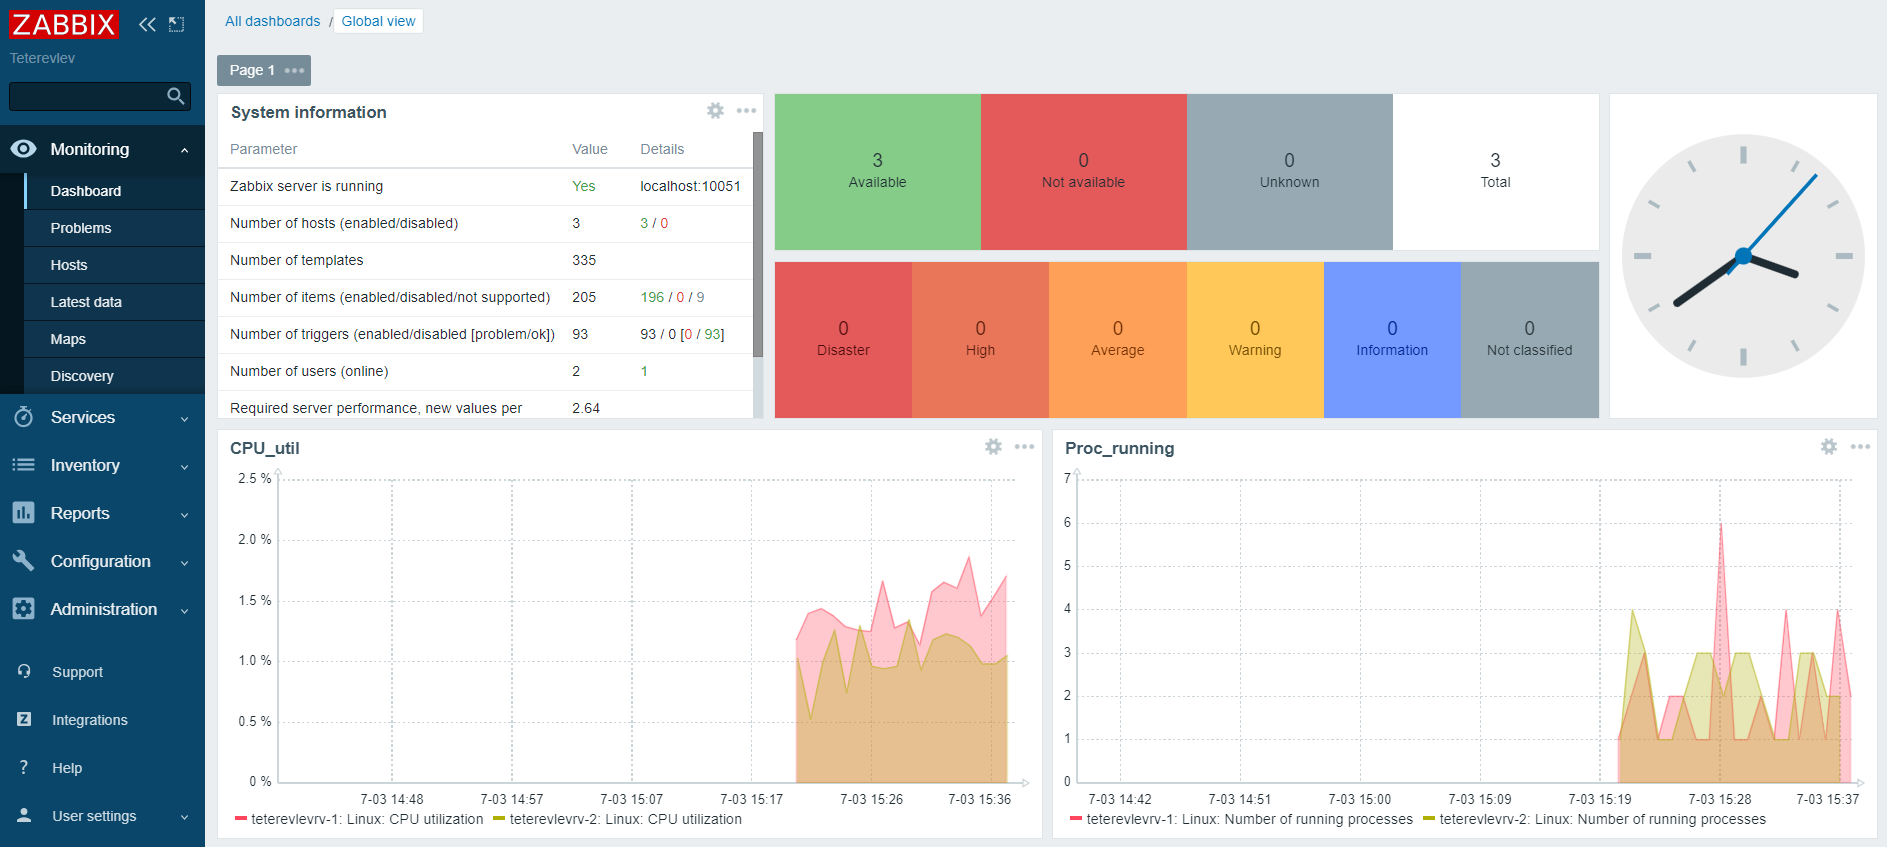 ZABBIX
Teterevlev
Monitoring
Dashboard
Problems
Hosts
Latest data
Maps
Discovery
Services
Inventory
Reports
Configuration
Administration
Support
Z Integrations
? Help
User settings
All dashboards / Global view
Page 1
System information
Parameter Value Details
Zabbix server is running Yes localhost:10051
Number of hosts (enabled/disabled) 3 3 / 0
Number of templates 335
Number of items (enabled/disabled/not supported) 205 196 / 0 / 9
Number of triggers (enabled/disabled [problem/ok]) 93 93 / 0 [0 / 93]
Number of users (online) 2 1
Required server performance, new values per 2.64
3 0 0 3
Available Not available Unknown Total
0 0 0 0 0 0
Disaster High Average Warning Information Not classified
CPU_util
2.5 %
2.0 %
1.5 %
1.0 %
0.5 %
0 %
7-03 14:48 7-03 14:57 7-03 15:07 7-03 15:17 7-03 15:26 7-03 15:36
teterevlevrv-1: Linux: CPU utilization teterevlevrv-2: Linux: CPU utilization
Proc_running
7
6
5
4
3
2
1
0
7-03 14:42 7-03 14:51 7-03 15:00 7-03 15:09 7-03 15:19 7-03 15:28 7-03 15:37
teterevlevrv-1: Linux: Number of running processes teterevlevrv-2: Linux: Number of running processes